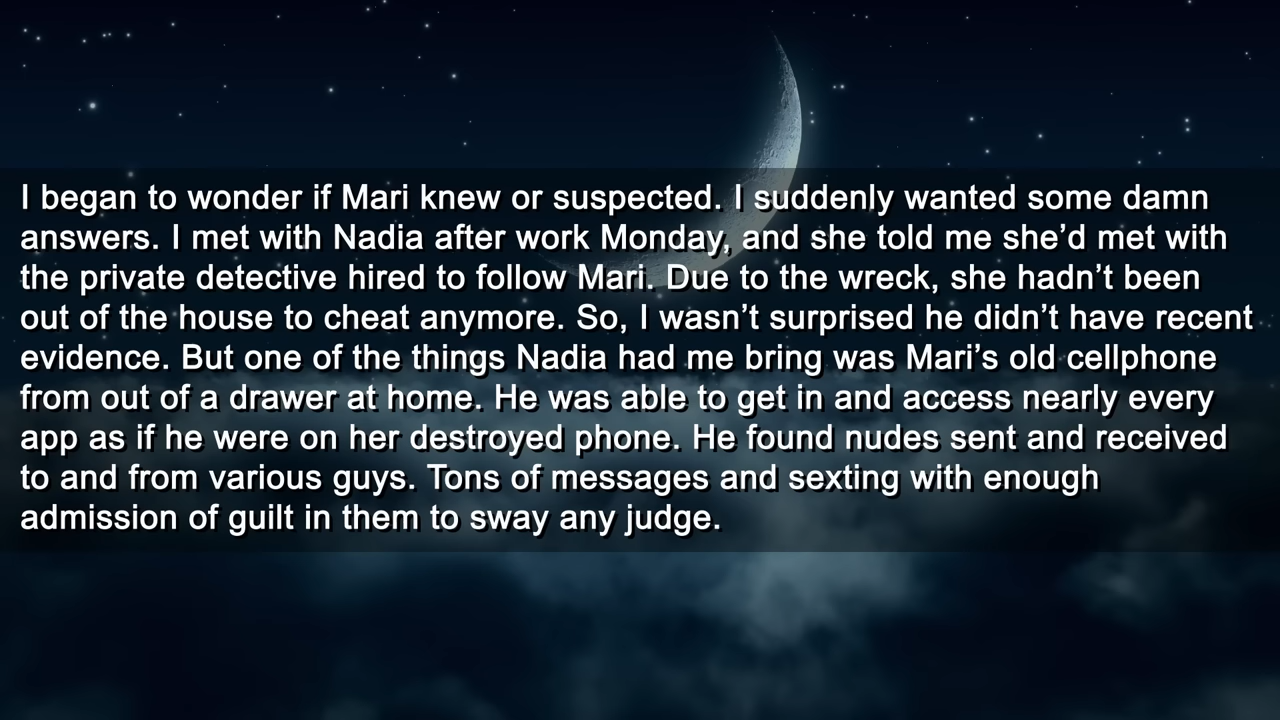 I began to wonder if Mari knew or suspected. I suddenly wanted some damn
answers. I met with Nadia after work Monday, and she told me she’d met with
the private detective hired to follow Mari. Due to the wreck, she hadn’t been
out of the house to cheat anymore. So, I wasn’t surprised he didn’t have recent
evidence. But one of the things Nadia had me bring was Mari’s old cellphone
from out of a drawer at home. He was able to get in and access nearly every
app as if he were on her destroyed phone. He found nudes sent and received
to and from various guys. Tons of messages and sexting with enough
admission of guilt in them to sway any judge.